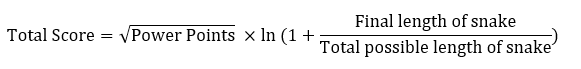 Total Score = √Power Points × ln (1 + Final length of snake / Total possible length of snake)